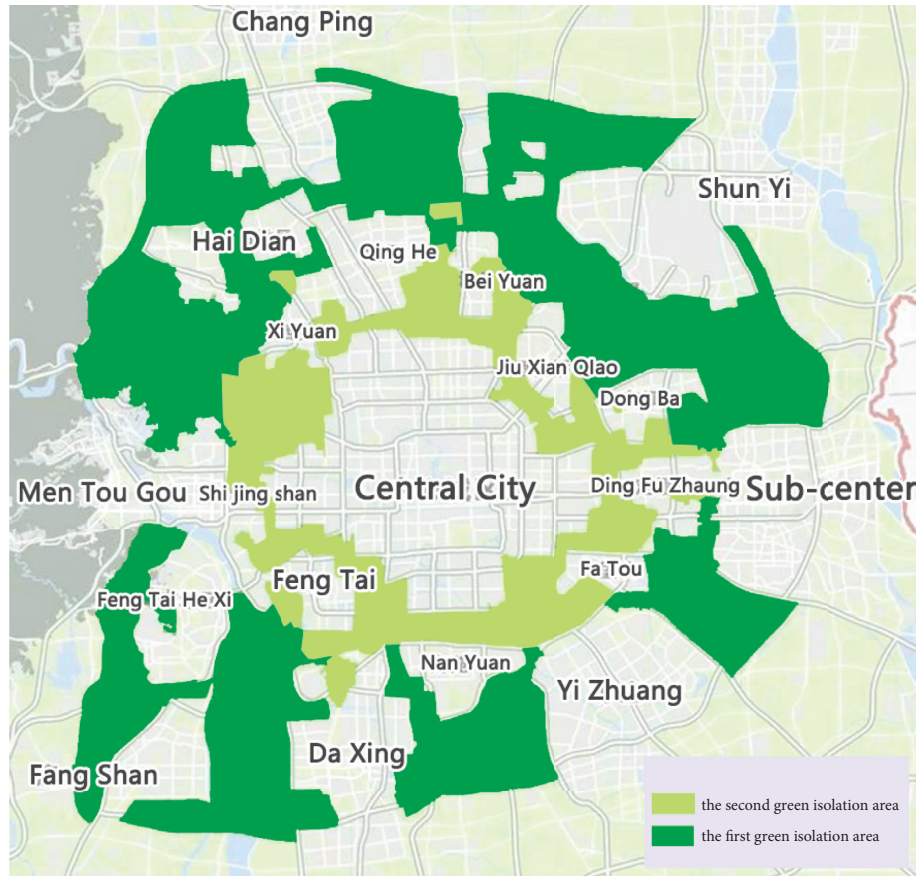 Chang Ping
Shun Yi
Hai Dian
Qing He
Bei Yuan
Xi Yuan
Jiu Xian QIao
Dong Ba
Men Tou Gou
Shi jing shan
Central City
Ding Fu Zhaung
Sub-center
Feng Tai
Fa Tou
Feng Tai He Xi
Nan Yuan
Yi Zhuang
Da Xing
Fang Shan
the second green isolation area
the first green isolation area